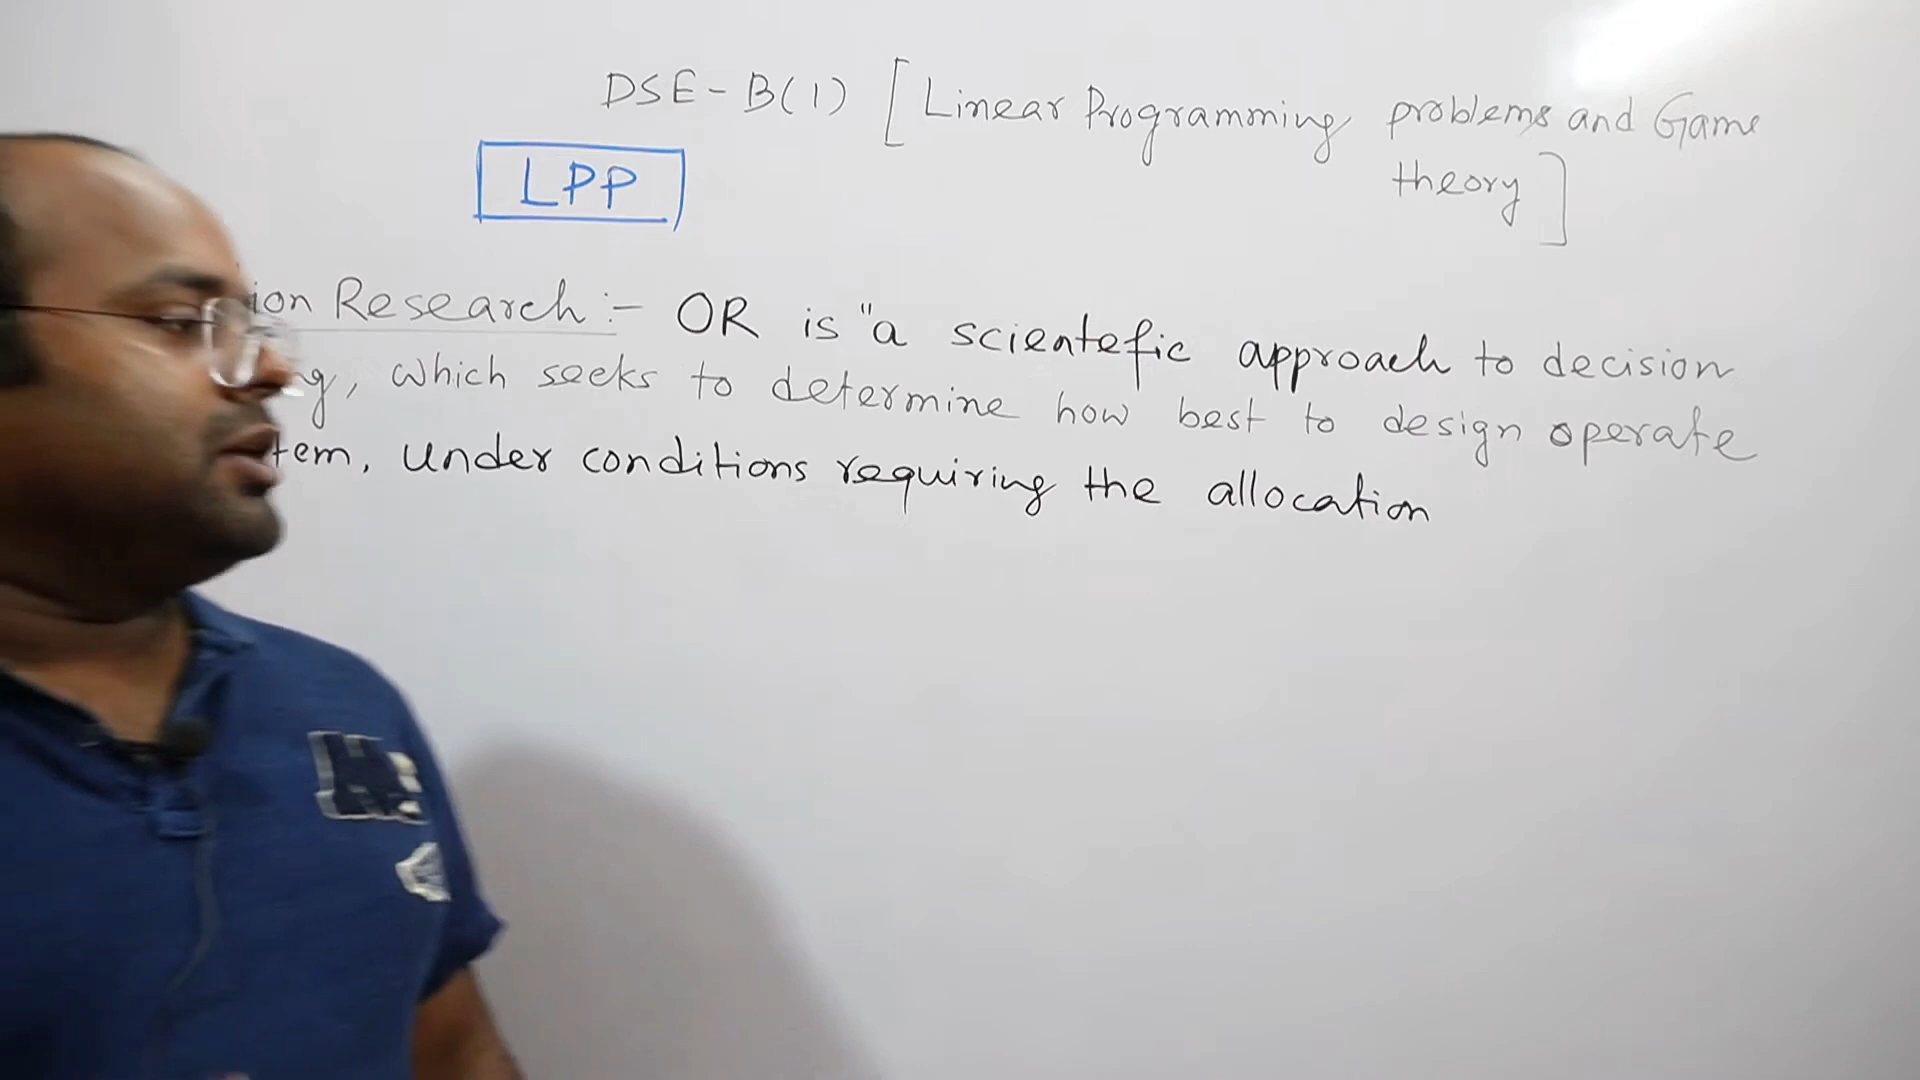 DSE-B(1) [Linear Programming problems and Game
theory]
LPP
ion Research :- OR is "a scientefic approach to decision
g, which seeks to determine how best to design operate
tem, under conditions requiring the allocation